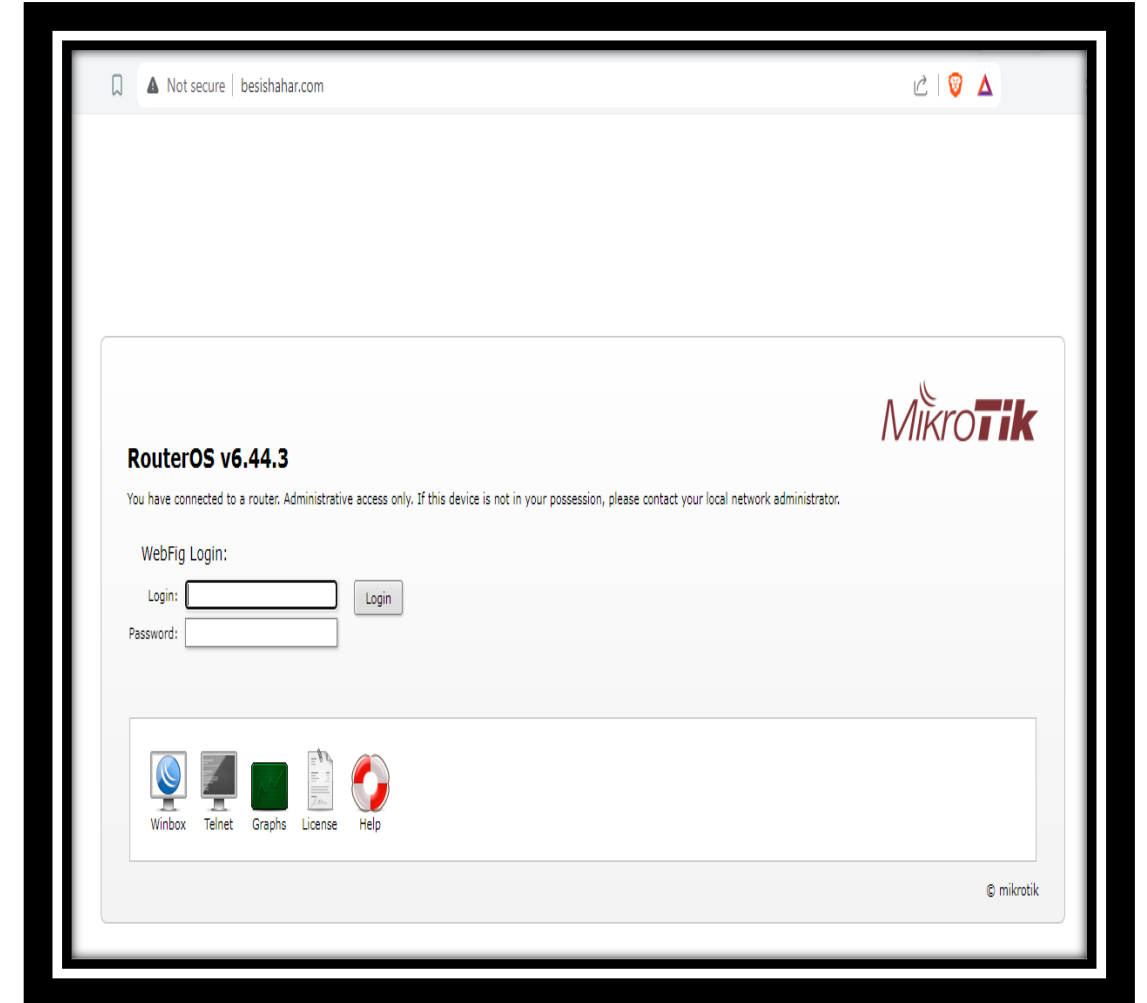 Not secure | besishahar.com
MikroTik
RouterOS v6.44.3
You have connected to a router. Administrative access only. If this device is not in your possession, please contact your local network administrator.
WebFig Login:
Login:
Login
Password:
Winbox Telnet Graphs License Help
© mikrotik